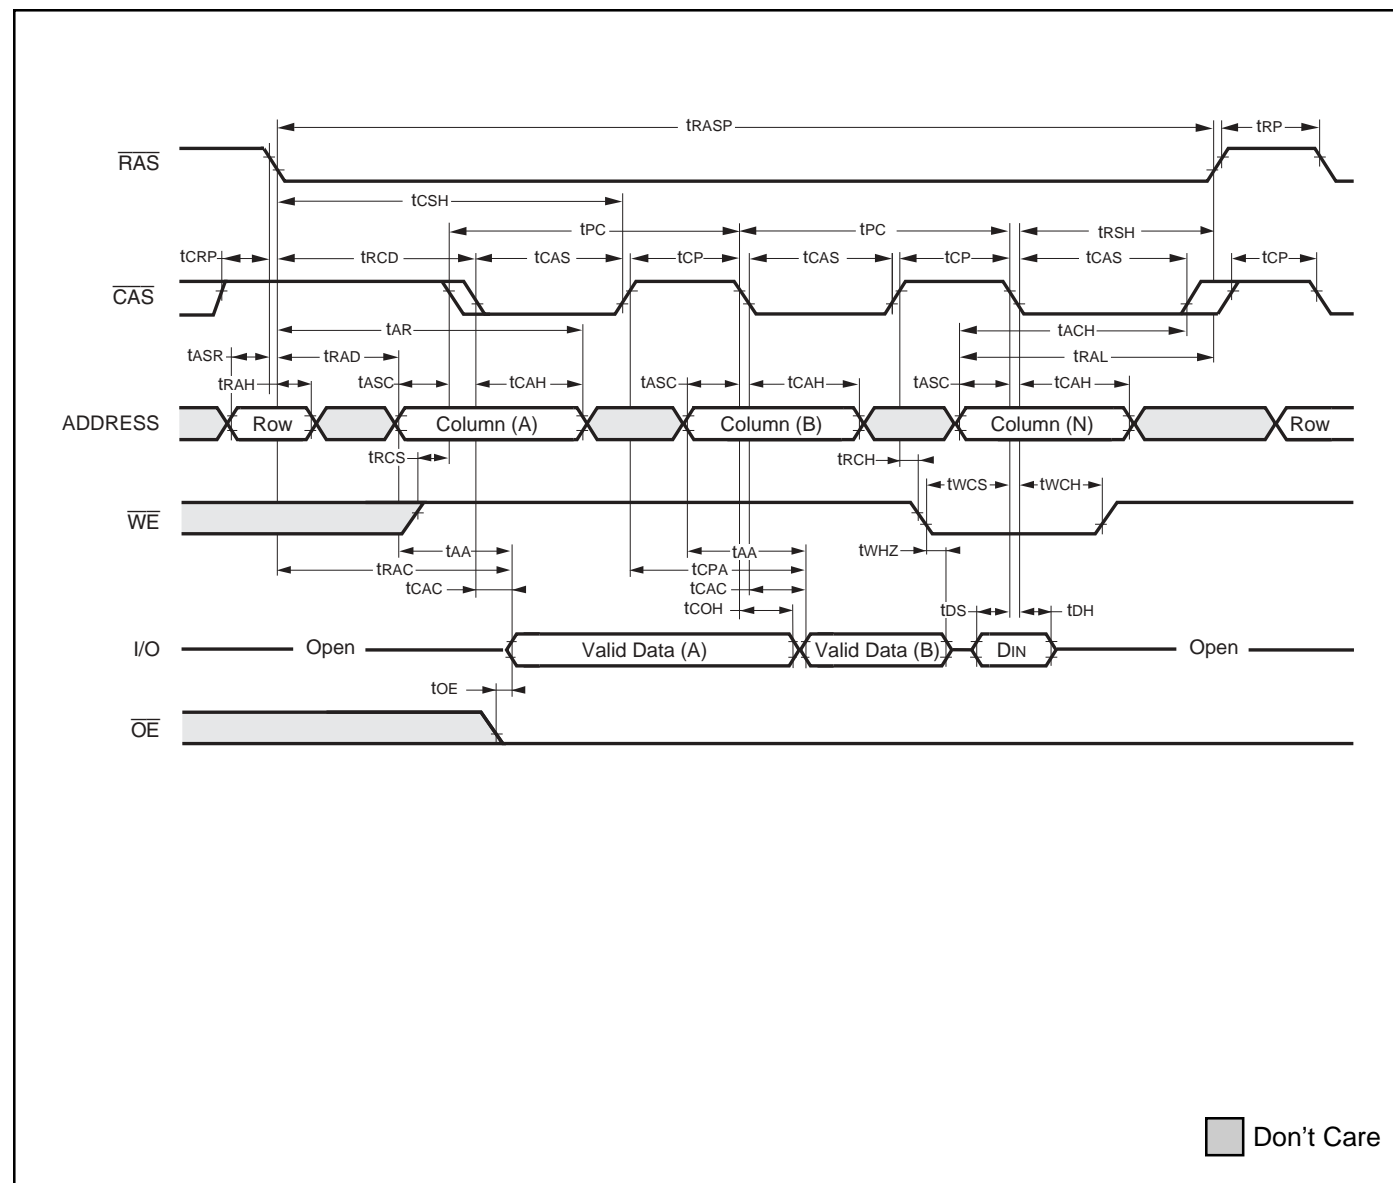 tRASP tRP
RAS
tCSH
tPC tPC tRSH
tCRP tRCD tCAS tCP tCAS tCP tCAS tCP
CAS
tAR tACH
tASR tRAD tRAL
tRAH tASC tCAH tASC tCAH tASC tCAH
ADDRESS Row Column (A) Column (B) Column (N) Row
tRCS tRCH
tWCS tWCH
WE
tAA tAA tWHZ
tRAC tCPA
tCAC tCAC
tCOH tDS tDH
I/O Open Valid Data (A) Valid Data (B) DIN Open
tOE
OE
Don't Care